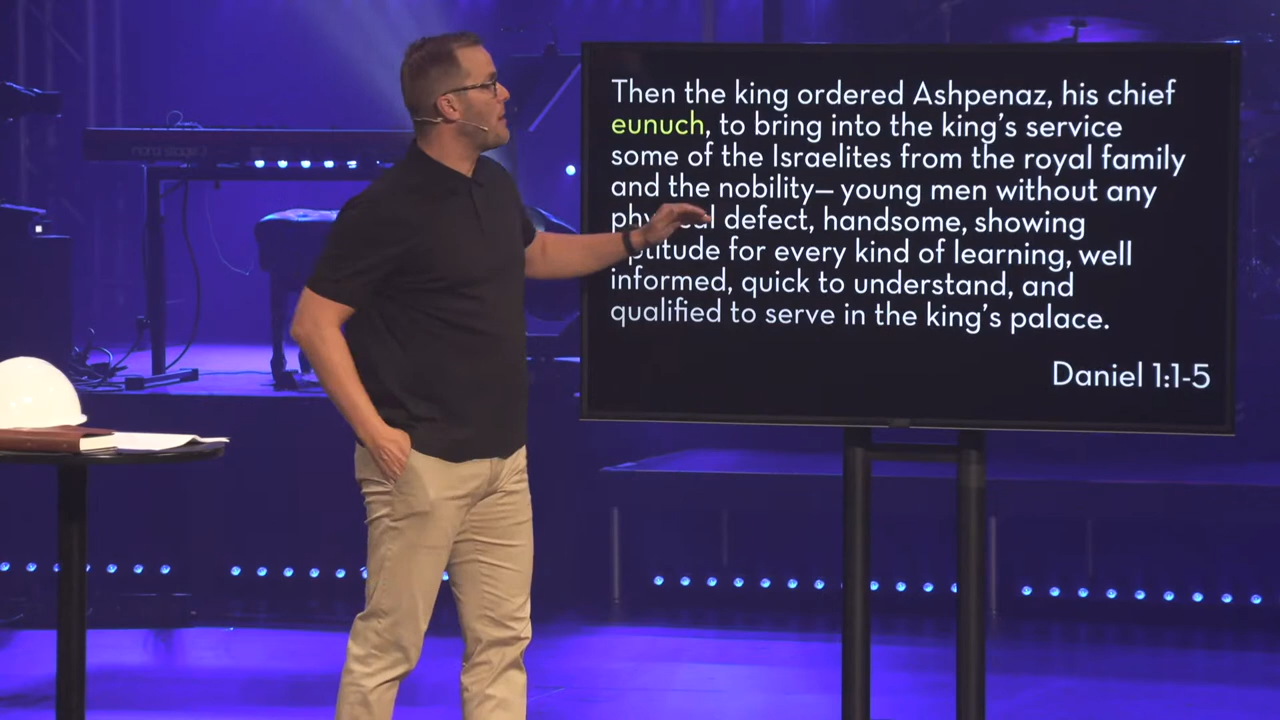 Then the king ordered Ashpenaz, his chief
eunuch, to bring into the king's service
some of the Israelites from the royal family
and the nobility– young men without any
defect, handsome, showing
for every kind of learning, well
informed, quick to understand, and
qualified to serve in the king's palace.
Daniel 1:1-5